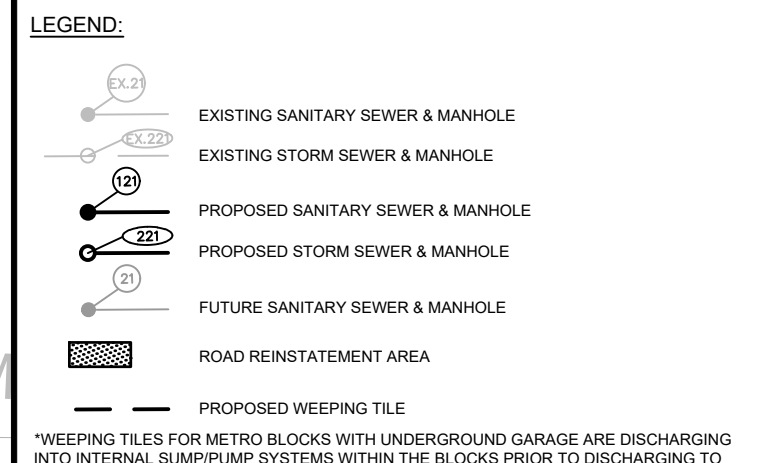 LEGEND:
EX.21
EXISTING SANITARY SEWER & MANHOLE
EX.221
EXISTING STORM SEWER & MANHOLE
121
PROPOSED SANITARY SEWER & MANHOLE
221
PROPOSED STORM SEWER & MANHOLE
21
FUTURE SANITARY SEWER & MANHOLE
ROAD REINSTATEMENT AREA
PROPOSED WEEPING TILE
*WEEPING TILES FOR METRO BLOCKS WITH UNDERGROUND GARAGE ARE DISCHARGING
INTO INTERNAL SUMP/PUMP SYSTEMS WITHIN THE BLOCKS PRIOR TO DISCHARGING TO